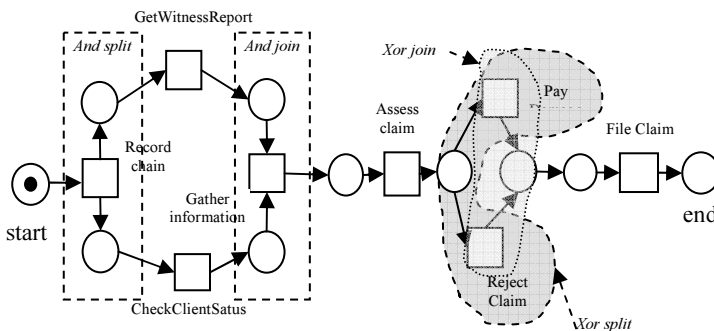 GetWitnessReport
And split
And join
Xor join
Pay
Assess
claim
File Claim
Record
chain
Gather
information
start
end
CheckClientSatus
Reject
Claim
Xor split